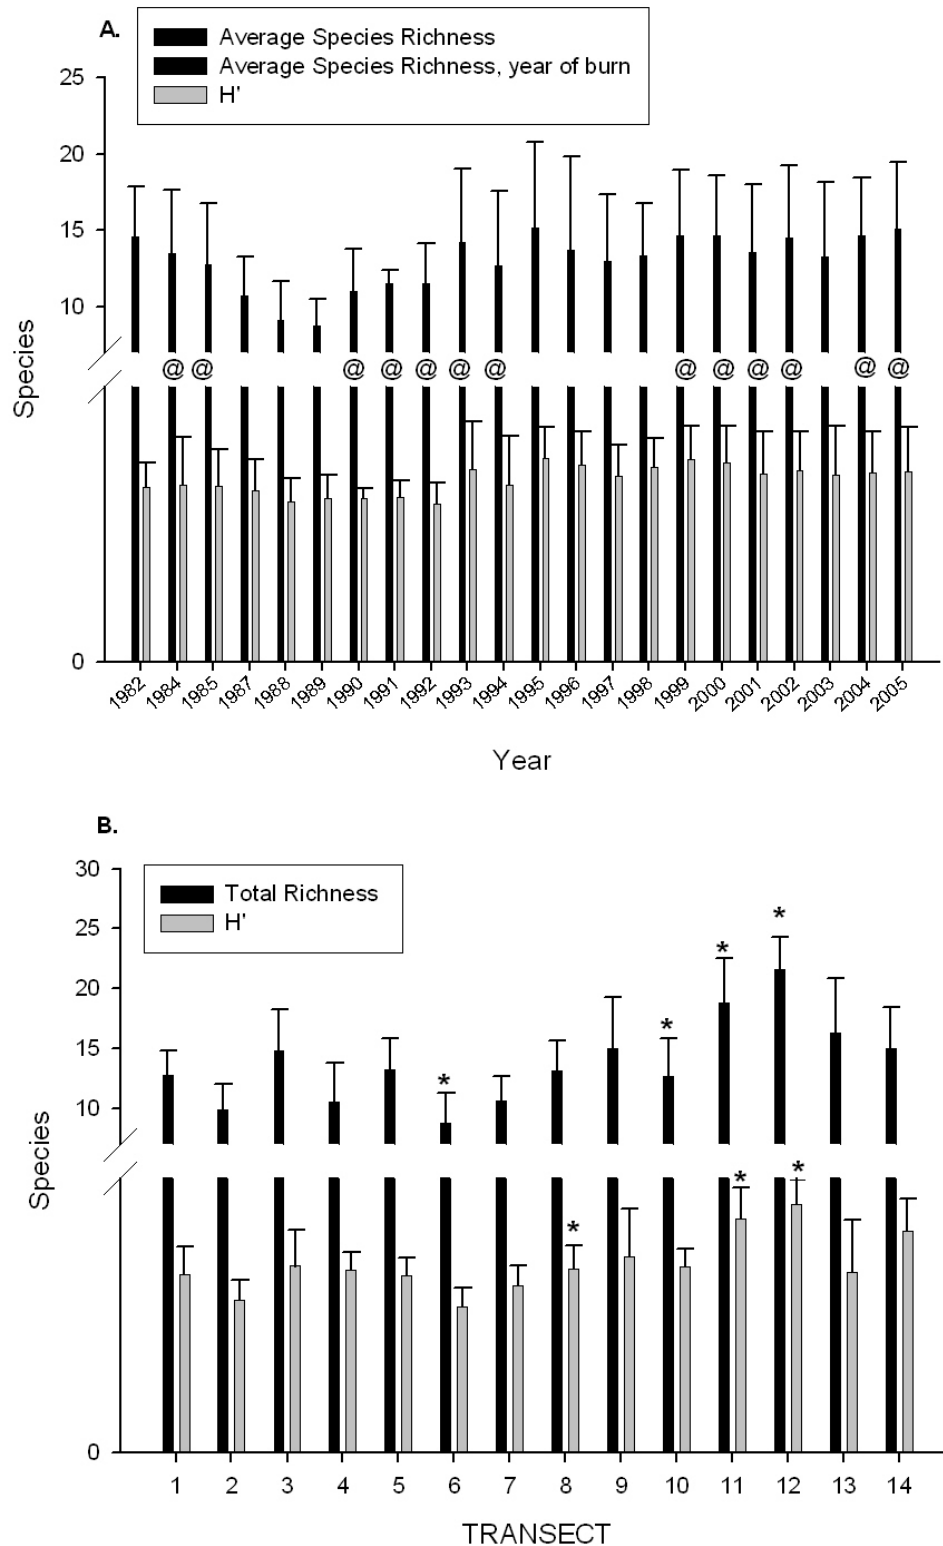 A.
Average Species Richness
Average Species Richness, year of burn
H'
25
20
15
10
@ @ @ @ @ @ @ @ @ @ @ @ @
0
Species
1982 1984 1985 1987 1988 1989 1990 1991 1992 1993 1994 1995 1996 1997 1998 1999 2000 2001 2002 2003 2004 2005
Year
B.
Total Richness
H'
30
25
20
15
10
0
* * * *
* * *
Species
1 2 3 4 5 6 7 8 9 10 11 12 13 14
TRANSECT